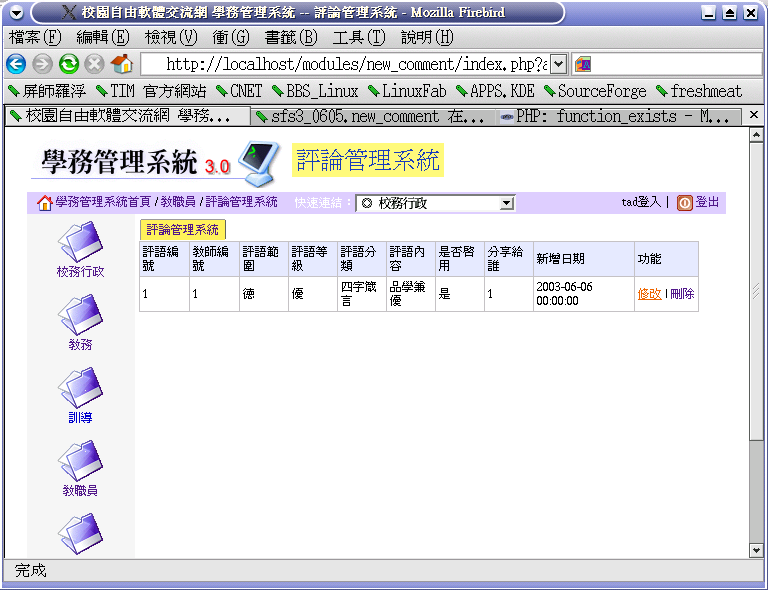 校園自由軟體交流網 學務管理系統 -- 評論管理系統 - Mozilla Firebird
檔案(F) 編輯(E) 檢視(V) 衝(G) 書籤(B) 工具(T) 說明(H)
http://localhost/modules/new_comment/index.php?a
屏師羅浮 TIM 官方網站 CNET BBS_Linux LinuxFab APPS.KDE SourceForge freshmeat
校園自由軟體交流網 學務... sfs3_0605.new_comment 在... PHP: function_exists - M...
學務管理系統 3.0 評論管理系統
學務管理系統首頁 / 教職員 / 評論管理系統 快速連結： ◎ 校務行政 tad登入 | 登出
評論管理系統
評語編號 教師編號 評語範圍 評語等級 評語分類 評語內容 是否啓用 分享給誰 新增日期 功能
1 1 德 優 四字箴言 品學兼優 是 1 2003-06-06 00:00:00 修改 | 刪除
校務行政
教務
訓導
教職員
完成